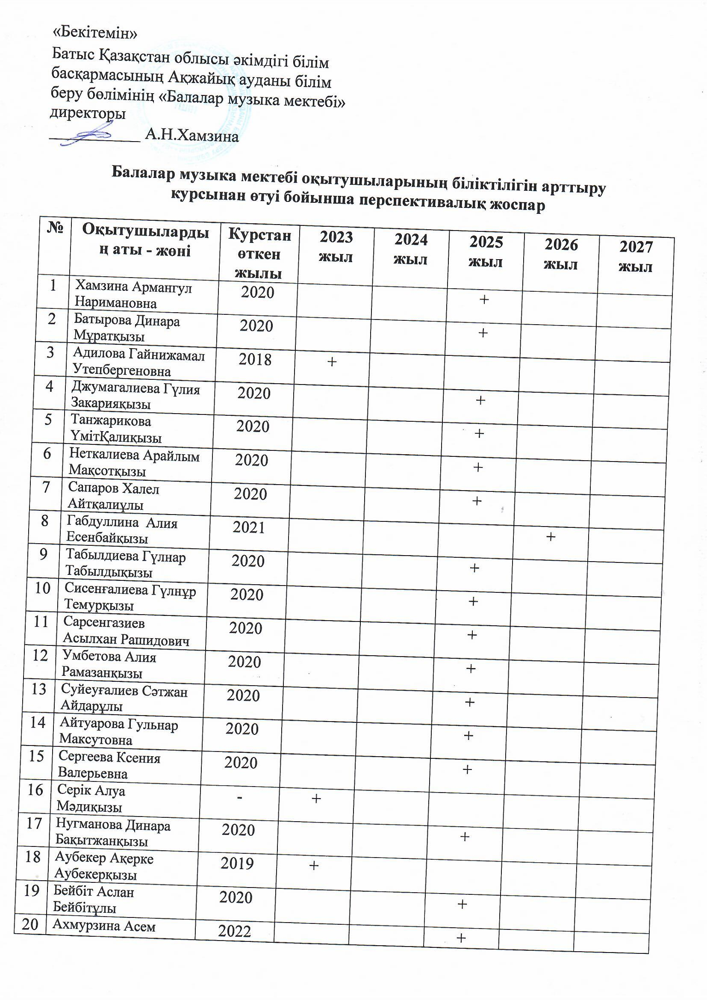 «Бекітемін»
Батыс Қазақстан облысы әкімдігі білім
басқармасының Ақжайық ауданы білім
беру бөлімінің «Балалар музыка мектебі»
директоры
____________ А.Н.Хамзина
Балалар музыка мектебі оқытушыларының біліктілігін арттыру
курсынан өтуі бойынша перспективалық жоспар
№ Оқытушыларды Курстан 2023 2024 2025 2026 2027
ң аты - жөні өткен жыл жыл жыл жыл жыл
жылы
1 Хамзина Армангул 2020 +
Наримановна
2 Батырова Динара 2020 +
Мұратқызы
3 Адилова Гайнижамал 2018 +
Утепбергеновна
4 Джумагалиева Гүлия 2020 +
Закарияқызы
5 Танжарикова 2020 +
ҮмітҚалиқызы
6 Неткалиева Арайлым 2020 +
Мақсотқызы
7 Сапаров Халел 2020 +
Айтқалиұлы
8 Габдуллина Алия 2021 +
Есенбайқызы
9 Табылдиева Гүлнар 2020 +
Табылдықызы
10 Сисенғалиева Гүлнұр 2020 +
Темурқызы
11 Сарсенгазиев 2020 +
Асылхан Рашидович
12 Умбетова Алия 2020 +
Рамазанқызы
13 Суйеуғалиев Сәтжан 2020 +
Айдарұлы
14 Айтуарова Гульнар 2020 +
Максутовна
15 Сергеева Ксения 2020 +
Валерьевна
16 Серік Алуа - +
Мәдиқызы
17 Нугманова Динара 2020 +
Бақытжанқызы
18 Аубекер Ақерке 2019 +
Аубекерқызы
19 Бейбіт Аслан 2020 +
Бейбітұлы
20 Ахмурзина Асем 2022 +